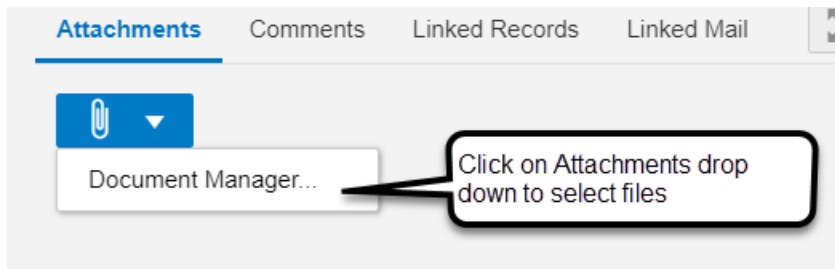 Attachments Comments Linked Records Linked Mail
Document Manager...
Click on Attachments drop
down to select files